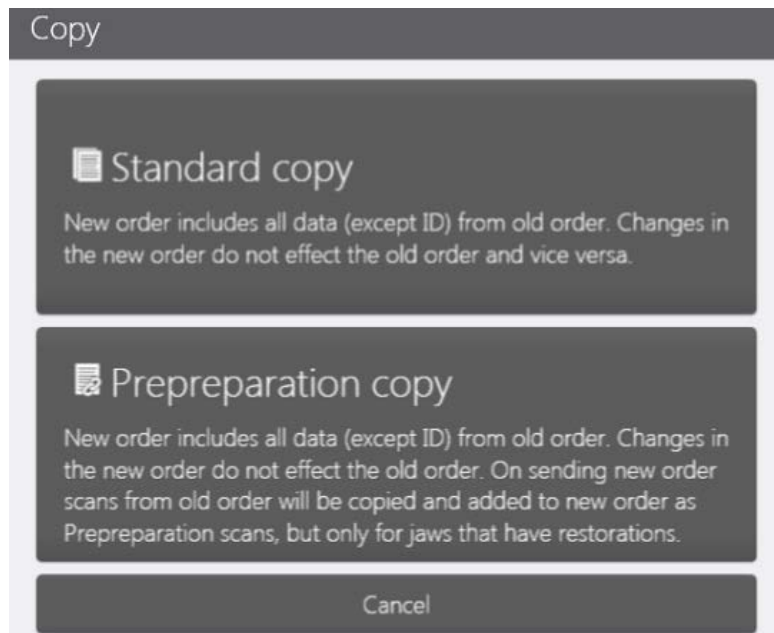 Copy
Standard copy
New order includes all data (except ID) from old order. Changes in
the new order do not effect the old order and vice versa.
Prepreparation copy
New order includes all data (except ID) from old order. Changes in
the new order do not effect the old order. On sending new order
scans from old order will be copied and added to new order as
Prepreparation scans, but only for jaws that have restorations.
Cancel